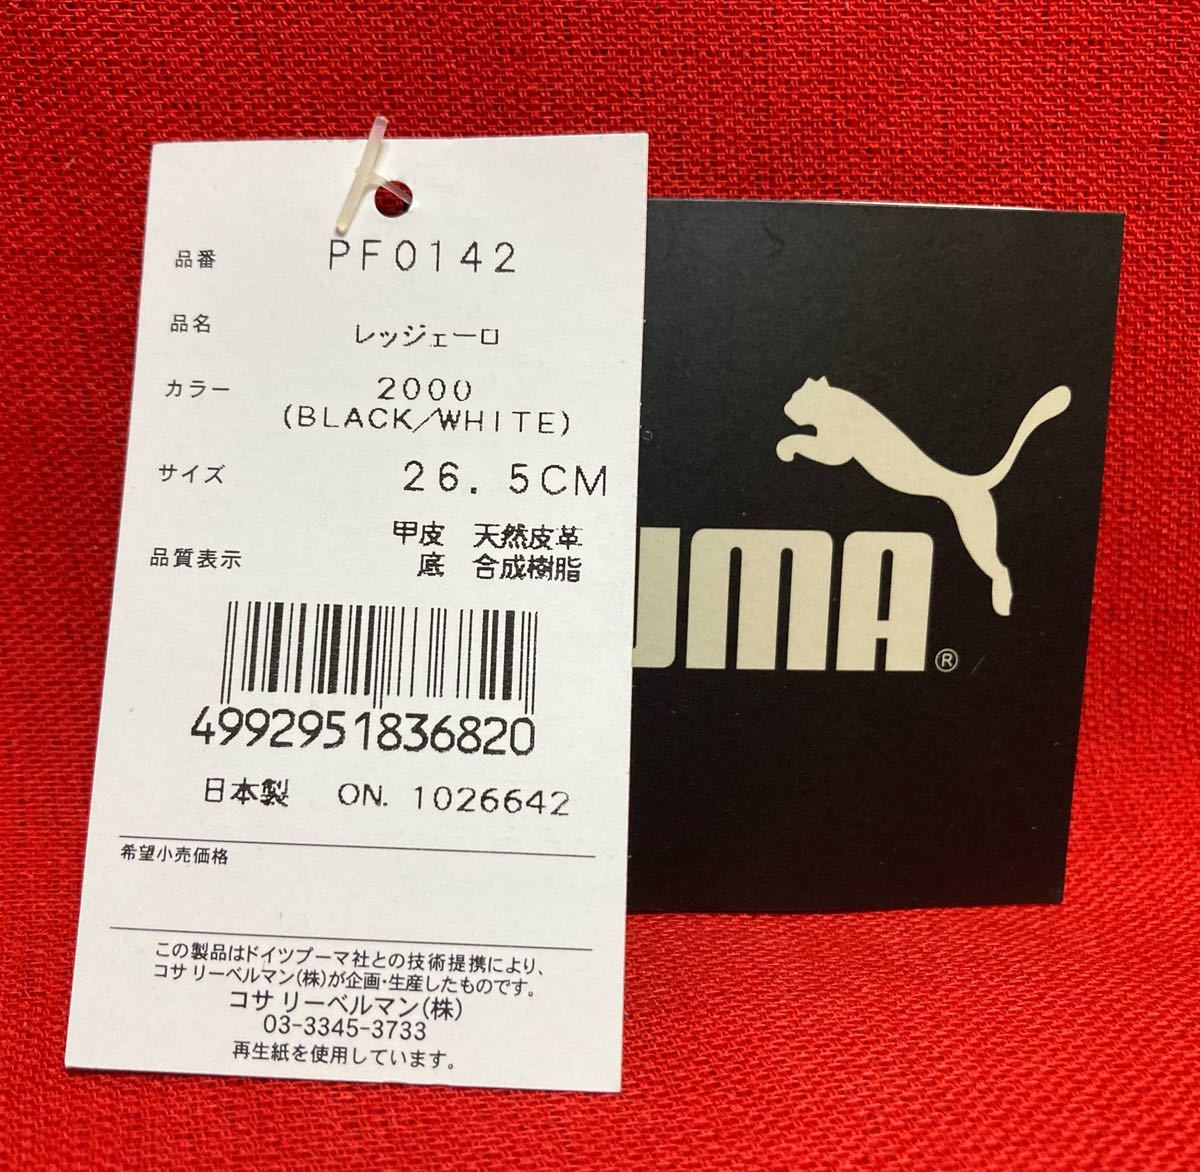 品番 PF0142
品名 レッジェーロ
カラー 2000
(BLACK/WHITE)
サイズ 26.5CM
品質表示 甲皮 天然皮革
底 合成樹脂
4992951836820
日本製 ON. 1026642
希望小売価格
この製品はドイツプーマ社との技術提携により、
コサ リーベルマン(株)が企画・生産したものです。
コサ リーベルマン(株)
03-3345-3733
再生紙を使用しています。
UMA®